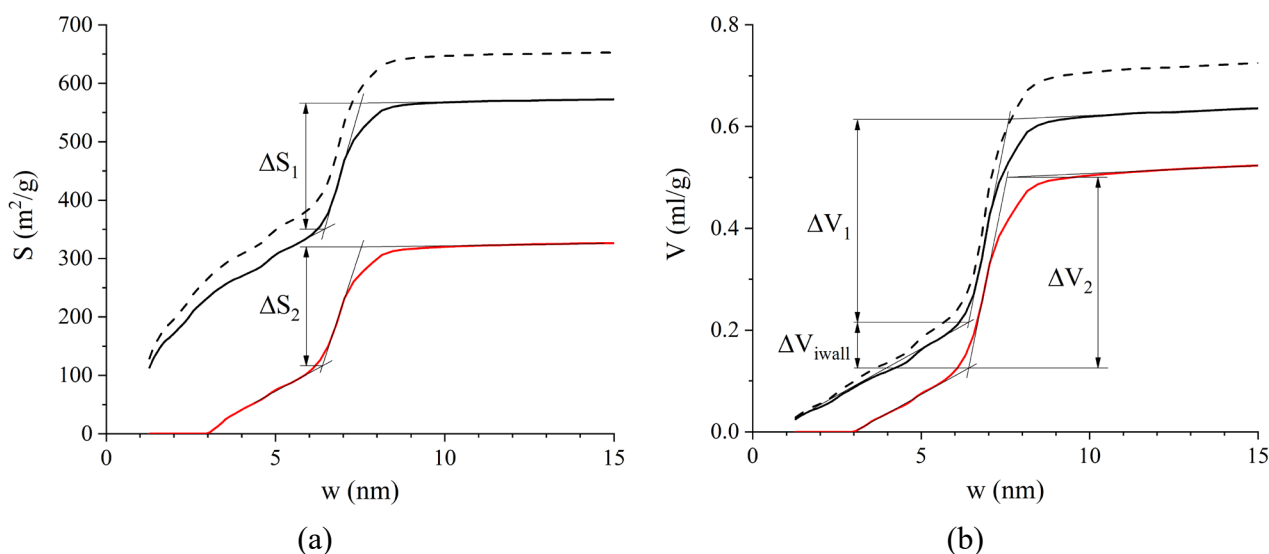 700
600
500
400
300
200
100
0
S (m²/g)
ΔS₁
ΔS₂
0 5 10 15
w (nm)
(a)
0.8
0.6
0.4
0.2
0.0
V (ml/g)
ΔV₁
ΔV₂
ΔV_iwall
0 5 10 15
w (nm)
(b)